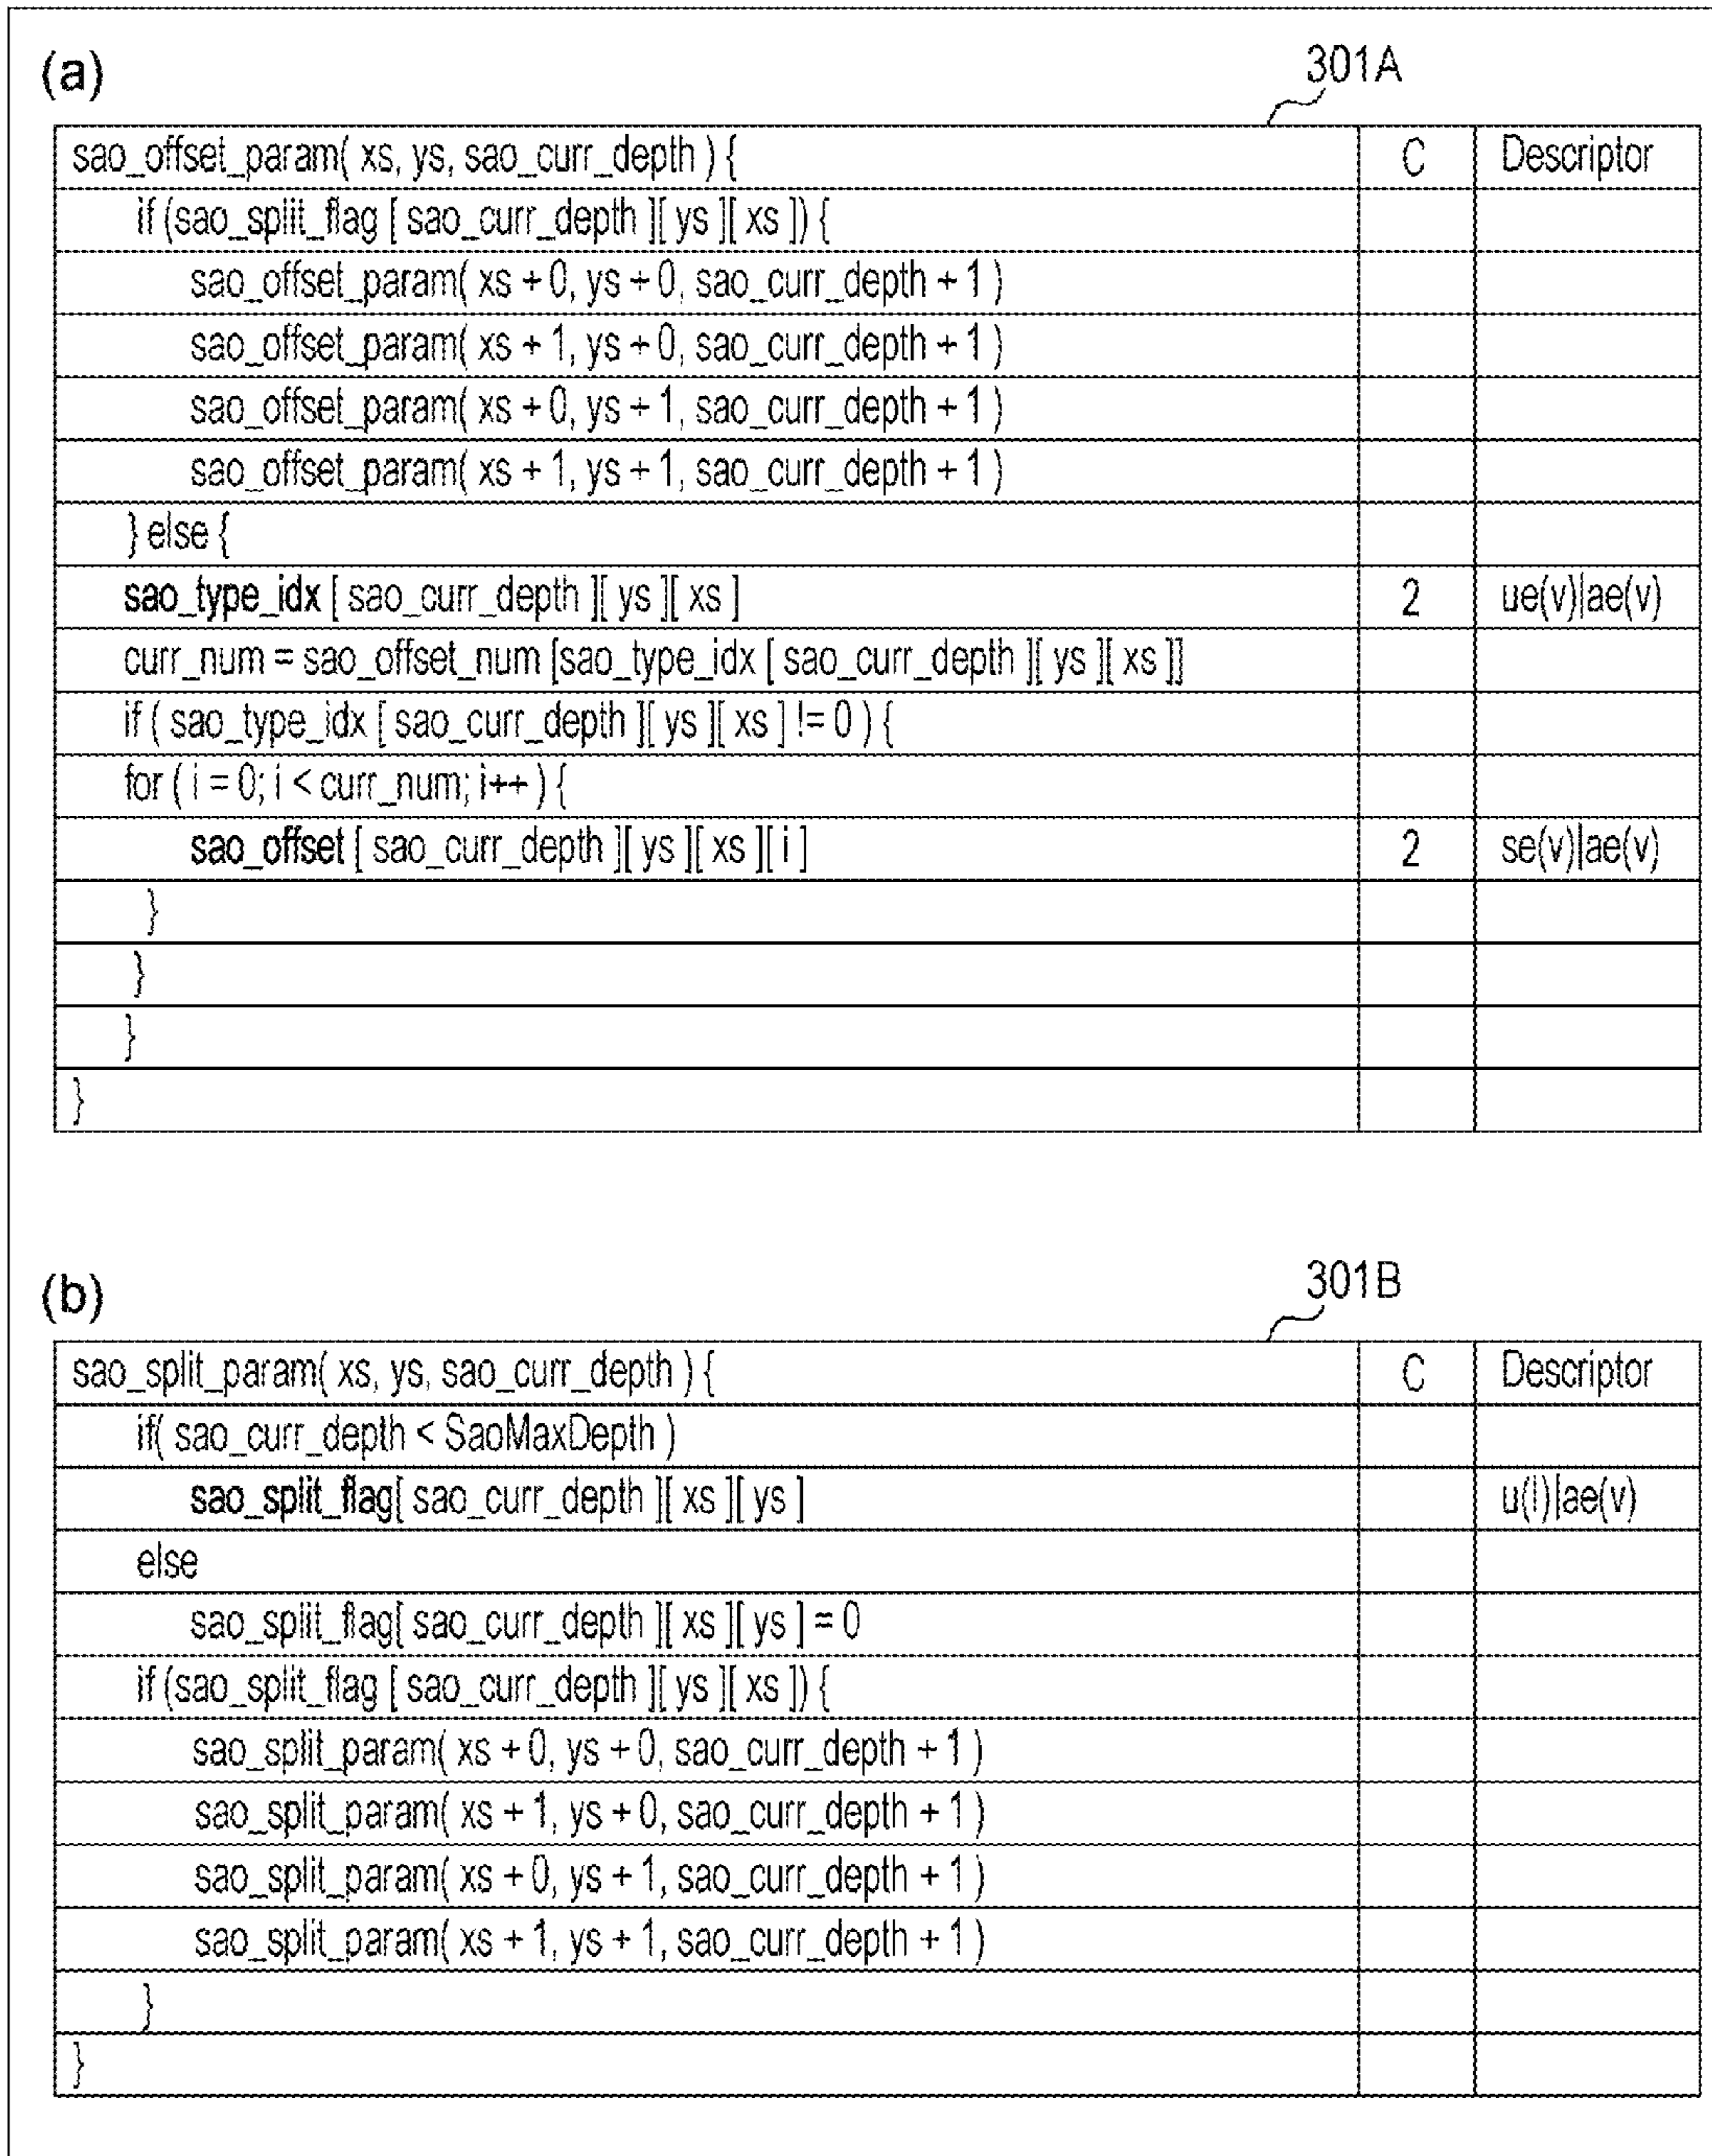 (a)
301A
sao_offset_param( xs, ys, sao_curr_depth ) { C Descriptor
if (sao_split_flag [ sao_curr_depth ][ ys ][ xs ]) {
sao_offset_param( xs + 0, ys + 0, sao_curr_depth + 1 )
sao_offset_param( xs + 1, ys + 0, sao_curr_depth + 1 )
sao_offset_param( xs + 0, ys + 1, sao_curr_depth + 1 )
sao_offset_param( xs + 1, ys + 1, sao_curr_depth + 1 )
} else {
sao_type_idx [ sao_curr_depth ][ ys ][ xs ] 2 ue(v)|ae(v)
curr_num = sao_offset_num [sao_type_idx [ sao_curr_depth ][ ys ][ xs ]]
if ( sao_type_idx [ sao_curr_depth ][ ys ][ xs ] != 0 ) {
for ( i = 0; i < curr_num; i++ ) {
sao_offset [ sao_curr_depth ][ ys ][ xs ][ i ] 2 se(v)|ae(v)
}
}
}
}
(b)
301B
sao_split_param( xs, ys, sao_curr_depth ) { C Descriptor
if( sao_curr_depth < SaoMaxDepth )
sao_split_flag[ sao_curr_depth ][ xs ][ ys ] u(l)|ae(v)
else
sao_split_flag[ sao_curr_depth ][ xs ][ ys ] = 0
if (sao_split_flag [ sao_curr_depth ][ ys ][ xs ]) {
sao_split_param( xs + 0, ys + 0, sao_curr_depth + 1 )
sao_split_param( xs + 1, ys + 0, sao_curr_depth + 1 )
sao_split_param( xs + 0, ys + 1, sao_curr_depth + 1 )
sao_split_param( xs + 1, ys + 1, sao_curr_depth + 1 )
}
}